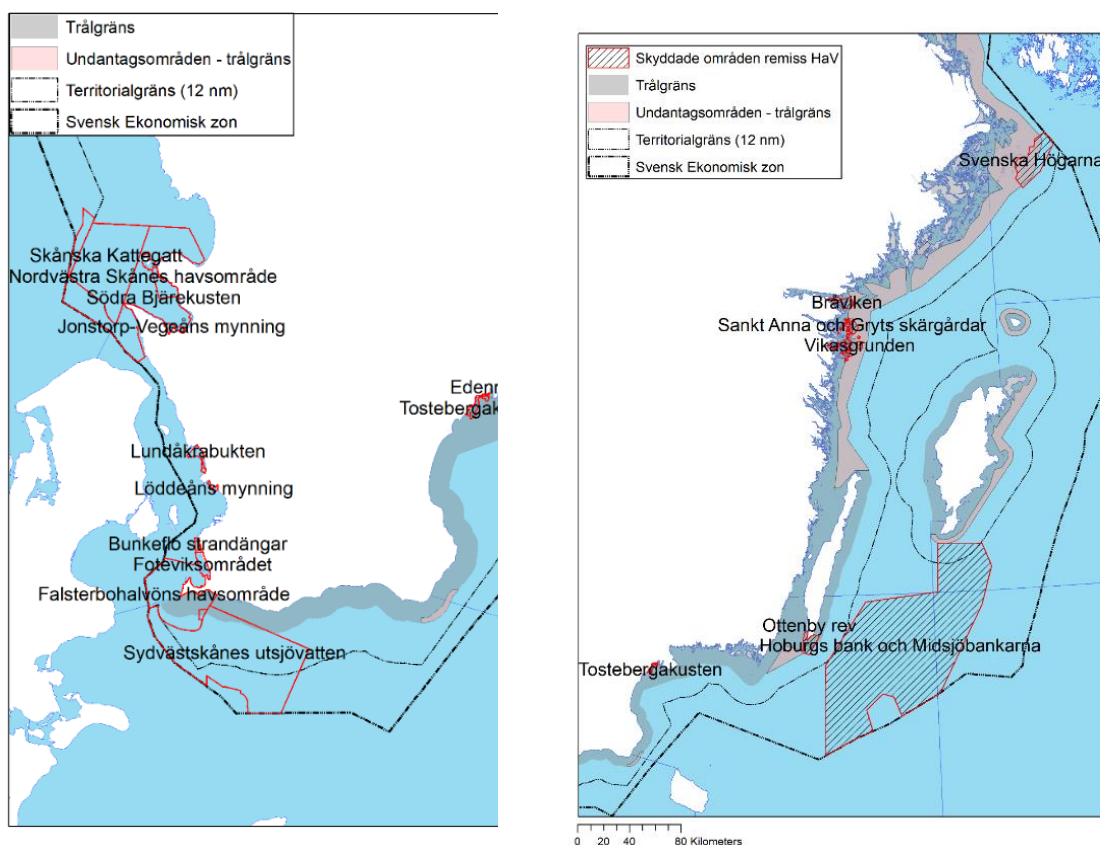 Trålgräns
Undantagsområden - trålgräns
Territorialgräns (12 nm)
Svensk Ekonomisk zon
Skånska Kattegatt
Nordvästra Skånes havsområde
Södra Bjärekusten
Jonstorp-Vegeåns mynning
Edenr
Tostebergaku
Lundåkrabukten
Löddeåns mynning
Bunkeflo strandängar
Foteviksområdet
Falsterbohalvöns havsområde
Sydvästskånes utsjövatten
Skyddade områden remiss HaV
Trålgräns
Undantagsområden - trålgräns
Territorialgräns (12 nm)
Svensk Ekonomisk zon
Svenska Högarna
Bråviken
Sankt Anna och Gryts skärgårdar
Vikasgrunden
Ottenby rev
Hoburgs bank och Midsjöbankarna
Tostebergakusten
0 20 40 80 Kilometers